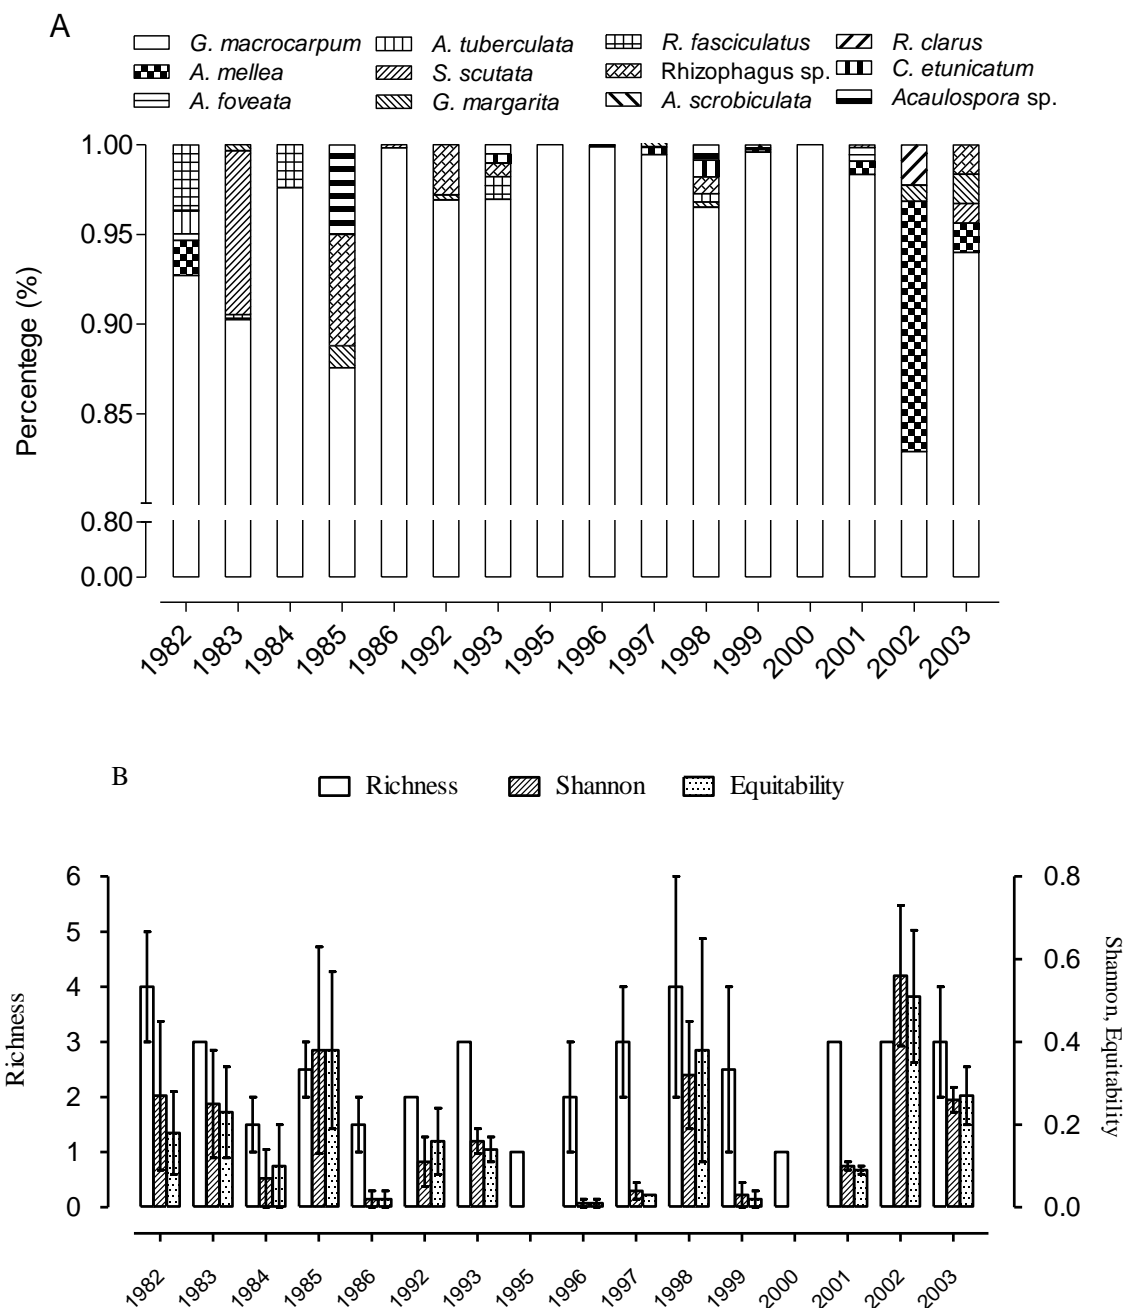 A
G. macrocarpum A. tuberculata R. fasciculatus R. clarus
A. mellea S. scutata Rhizophagus sp. C. etunicatum
A. foveata G. margarita A. scrobiculata Acaulospora sp.
Percentege (%)
1.00
0.95
0.90
0.85
0.80
0.00
1982 1983 1984 1985 1986 1992 1993 1995 1996 1997 1998 1999 2000 2001 2002 2003
B
Richness Shannon Equitability
Richness
6
5
4
3
2
1
0
0.8
0.6
0.4
0.2
0.0
Shannon, Equitability
1982 1983 1984 1985 1986 1992 1993 1995 1996 1997 1998 1999 2000 2001 2002 2003